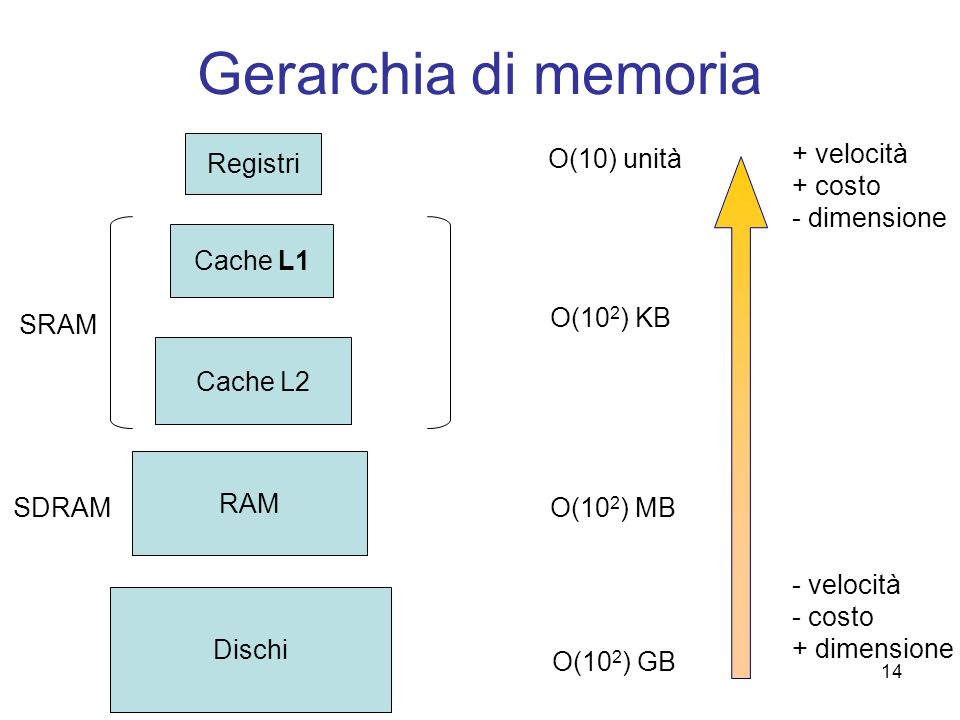 Gerarchia di memoria
Registri
O(10) unità
+ velocità
+ costo
- dimensione
Cache L1
SRAM
O(10²) KB
Cache L2
RAM
SDRAM
O(10²) MB
- velocità
- costo
+ dimensione
Dischi
O(10²) GB
14